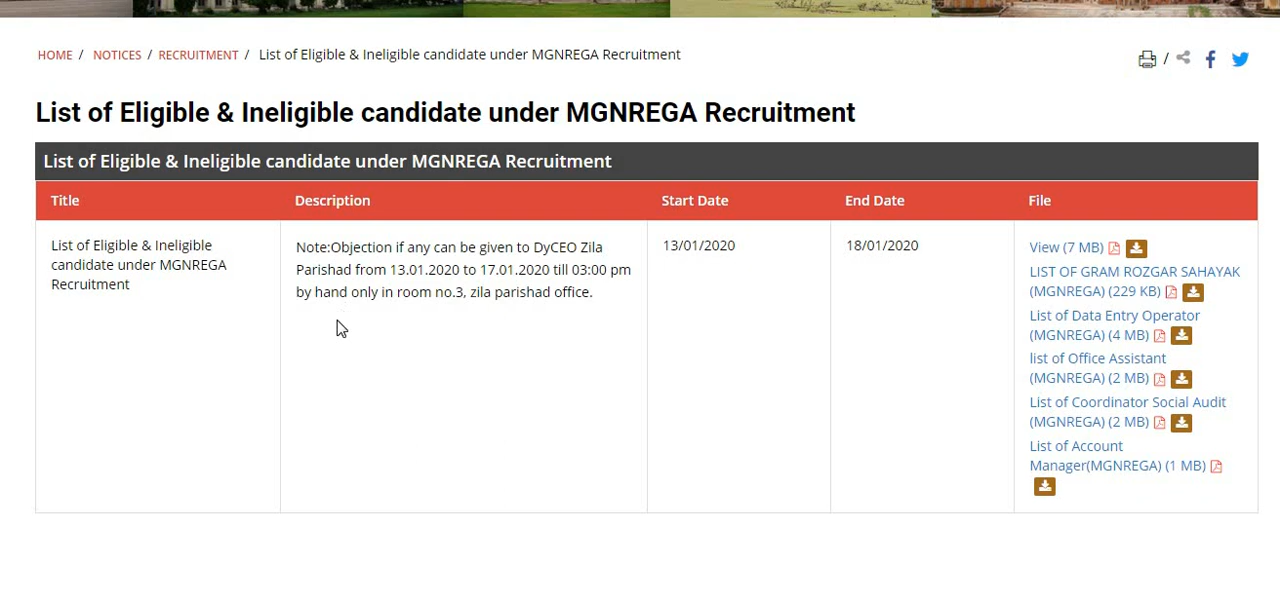 HOME / NOTICES / RECRUITMENT / List of Eligible & Ineligible candidate under MGNREGA Recruitment
/
List of Eligible & Ineligible candidate under MGNREGA Recruitment
List of Eligible & Ineligible candidate under MGNREGA Recruitment
Title Description Start Date End Date File
List of Eligible & Ineligible
candidate under MGNREGA
Recruitment
Note:Objection if any can be given to DyCEO Zila
Parishad from 13.01.2020 to 17.01.2020 till 03:00 pm
by hand only in room no.3, zila parishad office.
13/01/2020
18/01/2020
View (7 MB)
LIST OF GRAM ROZGAR SAHAYAK
(MGNREGA) (229 KB)
List of Data Entry Operator
(MGNREGA) (4 MB)
list of Office Assistant
(MGNREGA) (2 MB)
List of Coordinator Social Audit
(MGNREGA) (2 MB)
List of Account
Manager(MGNREGA) (1 MB)